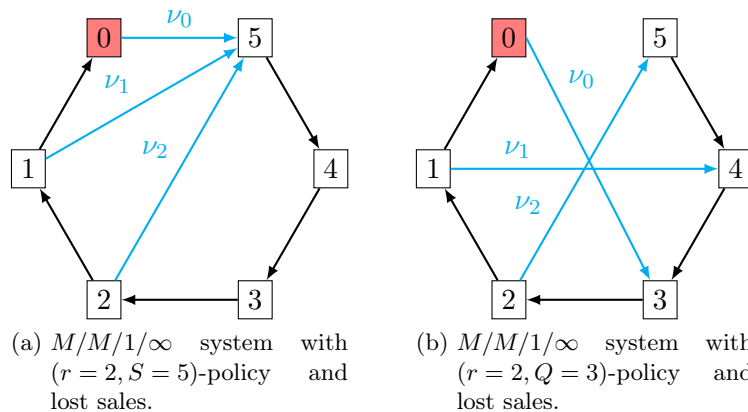 0
ν0
5
ν1
ν2
1
4
2
3
(a) M/M/1/∞ system with
(r = 2, S = 5)-policy and
lost sales.
0
5
ν0
ν1
1
4
ν2
2
3
(b) M/M/1/∞ system with
(r = 2, Q = 3)-policy and
lost sales.